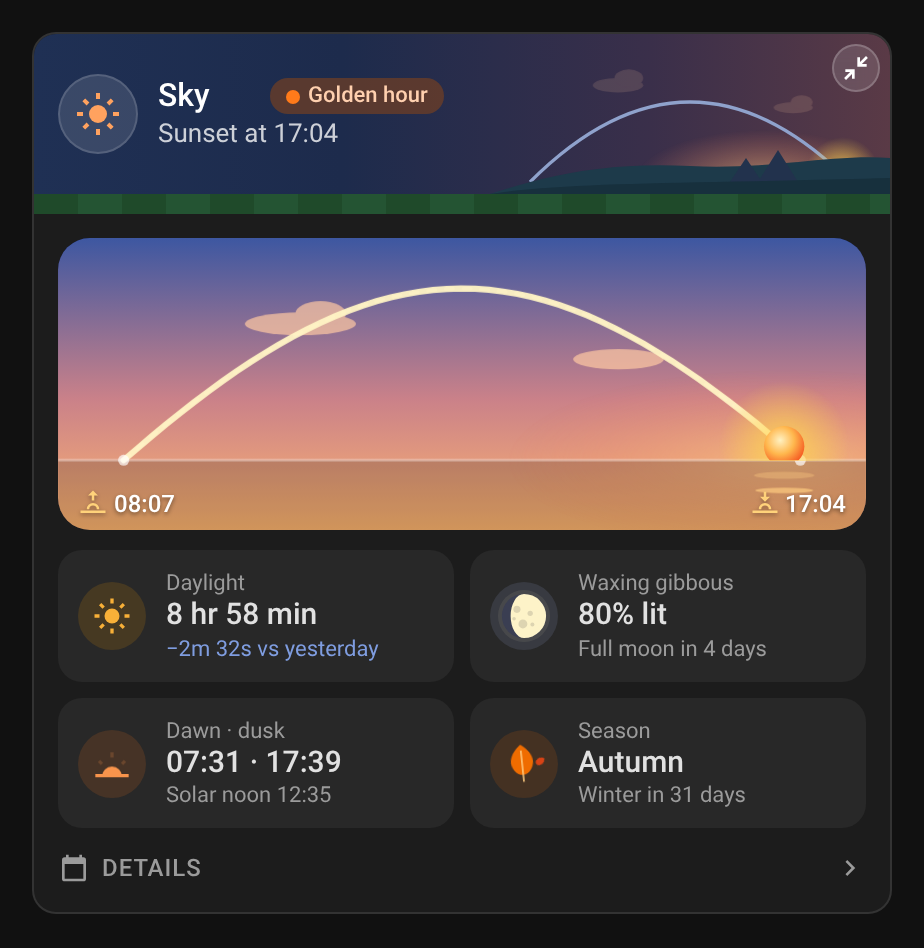 Sky
Golden hour
Sunset at 17:04
08:07
17:04
Daylight
8 hr 58 min
−2m 32s vs yesterday
Waxing gibbous
80% lit
Full moon in 4 days
Dawn · dusk
07:31 · 17:39
Solar noon 12:35
Season
Autumn
Winter in 31 days
DETAILS